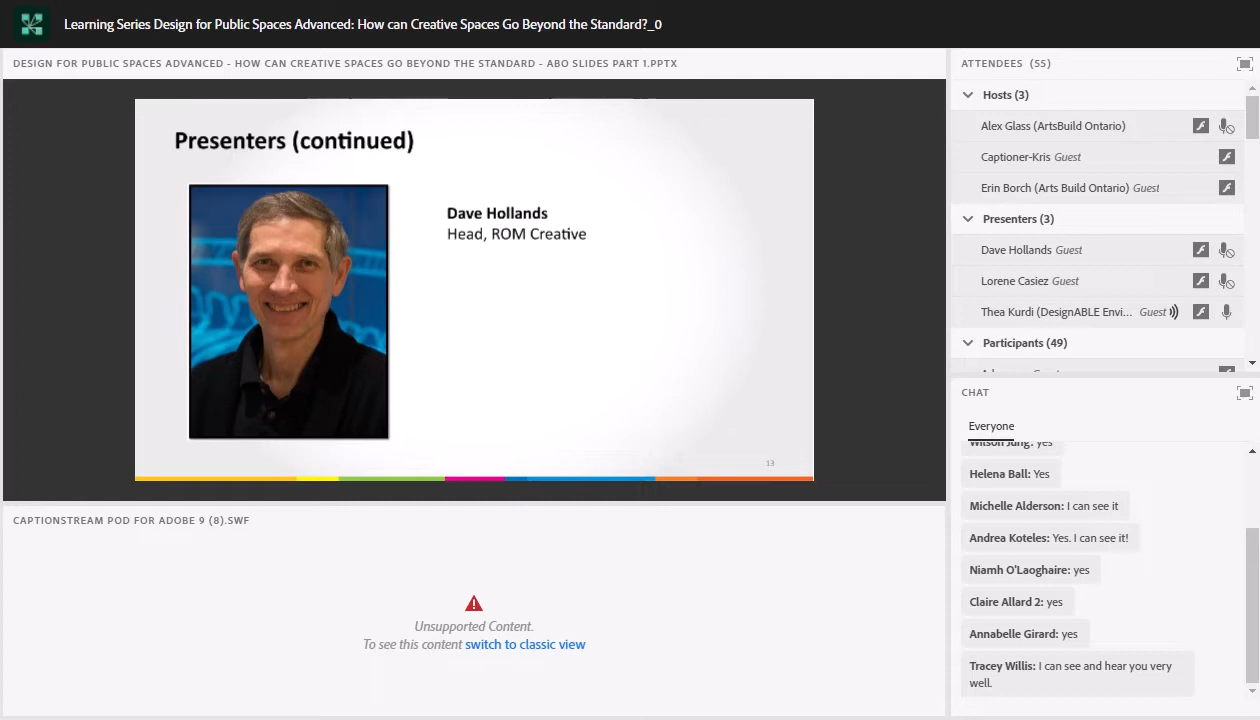 Learning Series Design for Public Spaces Advanced: How can Creative Spaces Go Beyond the Standard?_0
DESIGN FOR PUBLIC SPACES ADVANCED - HOW CAN CREATIVE SPACES GO BEYOND THE STANDARD - ABO SLIDES PART 1.PPTX
Presenters (continued)
Dave Hollands
Head, ROM Creative
13
CAPTIONSTREAM POD FOR ADOBE 9 (8).SWF
Unsupported Content.
To see this content switch to classic view
ATTENDEES (55)
Hosts (3)
Alex Glass (ArtsBuild Ontario)
Captioner-Kris Guest
Erin Borch (Arts Build Ontario) Guest
Presenters (3)
Dave Hollands Guest
Lorene Casiez Guest
Thea Kurdi (DesignABLE Envi... Guest
Participants (49)
CHAT
Everyone
Wilson Jung: yes
Helena Ball: Yes
Michelle Alderson: I can see it
Andrea Koteles: Yes. I can see it!
Niamh O'Laoghaire: yes
Claire Allard 2: yes
Annabelle Girard: yes
Tracey Willis: I can see and hear you very
well.